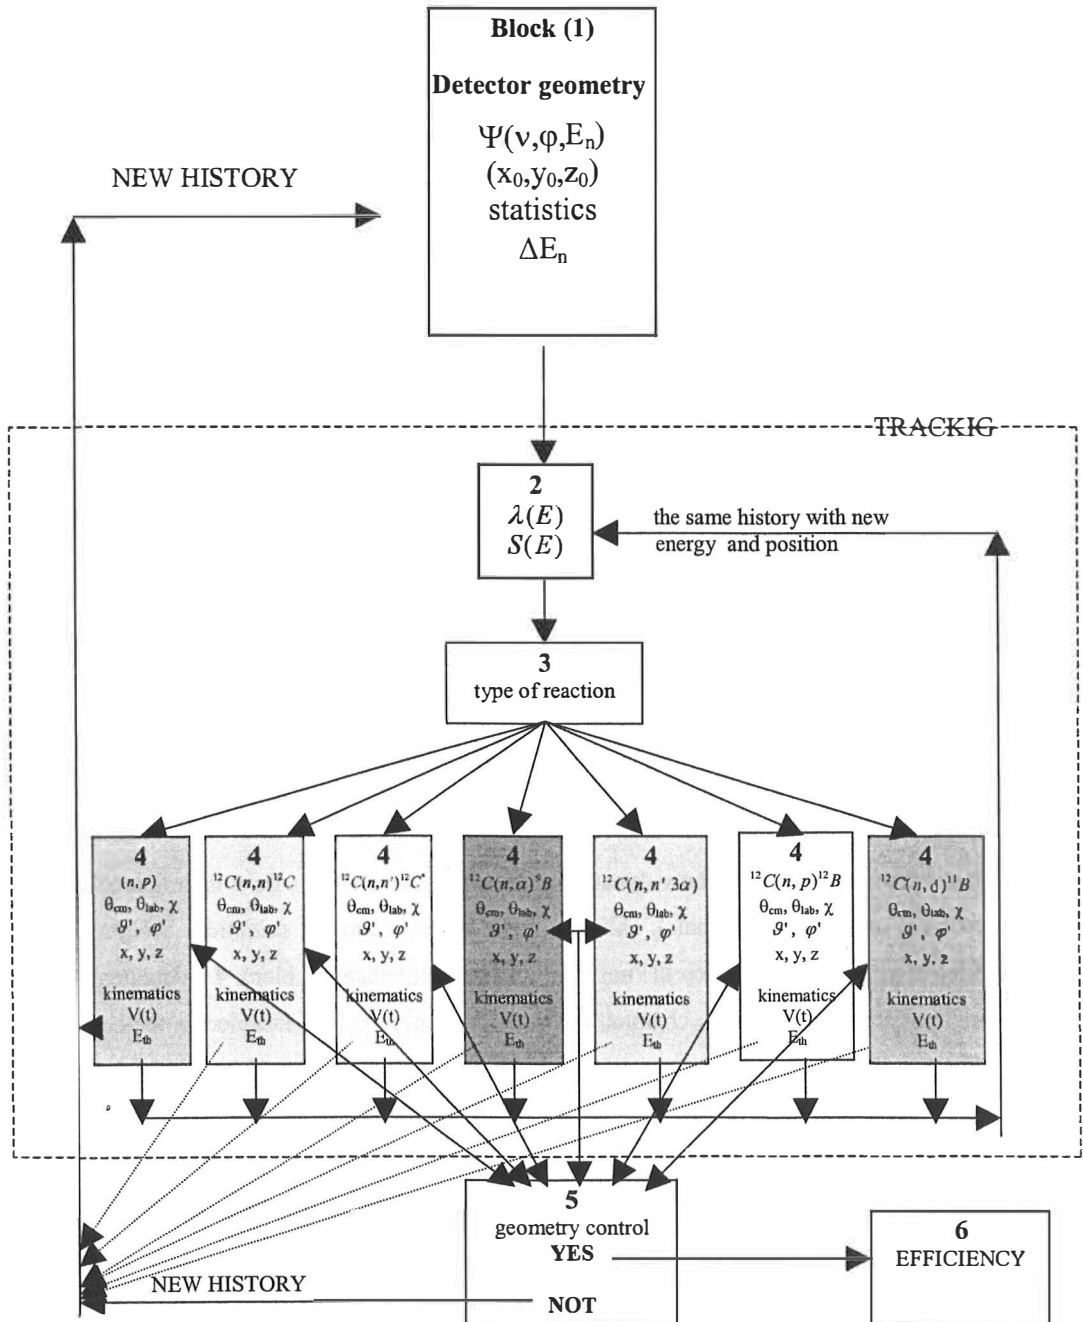 Block (1)
Detector geometry
Ψ(ν,φ,Eₙ)
(x₀,y₀,z₀)
statistics
ΔEₙ
NEW HISTORY
TRACKIG
2
λ(E)
S(E)
the same history with new
energy and position
3
type of reaction
4
(n, p)
θcm, θlab, χ
ϑ', φ'
x, y, z
kinematics
V(t)
Eth
4
¹²C(n,n)¹²C
θcm, θlab, χ
ϑ', φ'
x, y, z
kinematics
V(t)
Eth
4
¹²C(n,n')¹²C*
θcm, θlab, χ
ϑ', φ'
x, y, z
kinematics
V(t)
Eth
4
¹²C(n,α)⁹B
θcm, θlab, χ
ϑ', φ'
x, y, z
kinematics
V(t)
Eth
4
¹²C(n,n' 3α)
θcm, θlab, χ
ϑ', φ'
x, y, z
kinematics
V(t)
Eth
4
¹²C(n, p)¹²B
θcm, θlab, χ
ϑ', φ'
x, y, z
kinematics
V(t)
Eth
4
¹²C(n,d)¹¹B
θcm, θlab, χ
ϑ', φ'
x, y, z
kinematics
V(t)
Eth
5
geometry control
YES
NOT
6
EFFICIENCY
NEW HISTORY